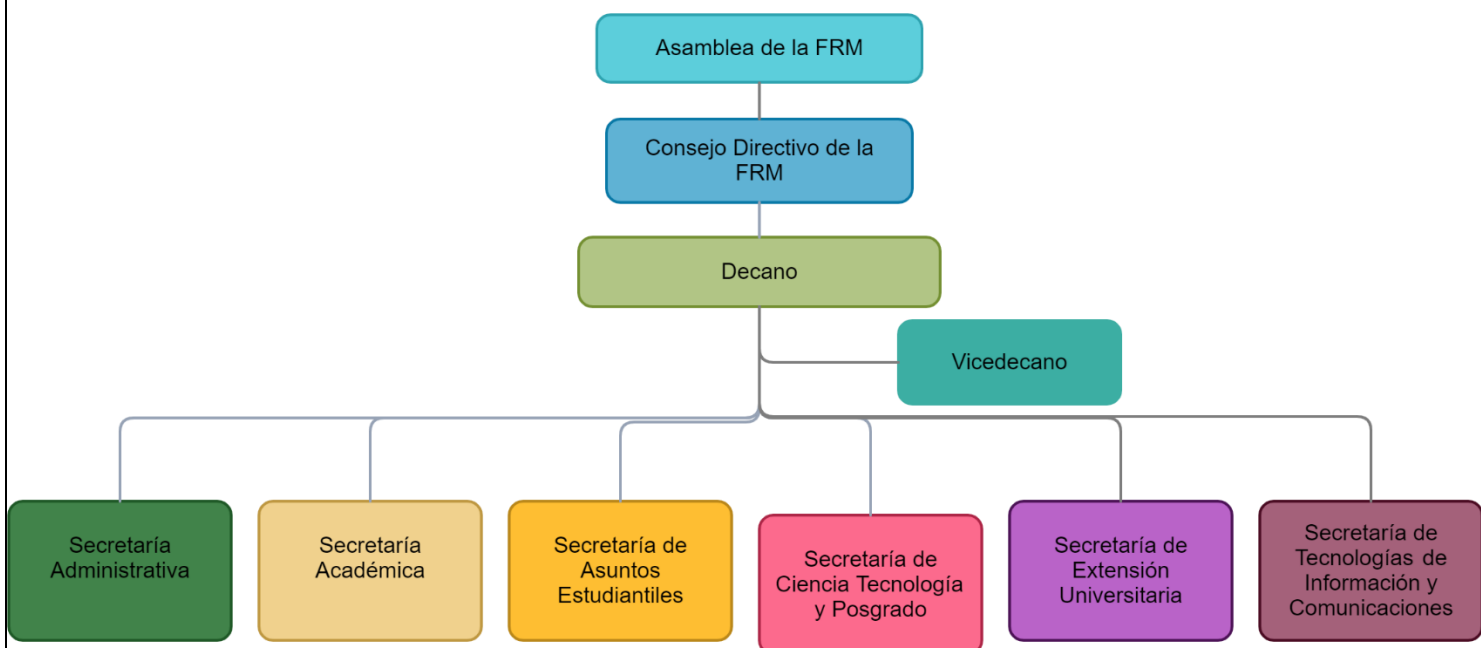 Asamblea de la FRM
Consejo Directivo de la
FRM
Decano
Vicedecano
Secretaría
Administrativa
Secretaría
Académica
Secretaría de
Asuntos
Estudiantiles
Secretaría de
Ciencia Tecnología
y Posgrado
Secretaría de
Extensión
Universitaria
Secretaría de
Tecnologías de
Información y
Comunicaciones